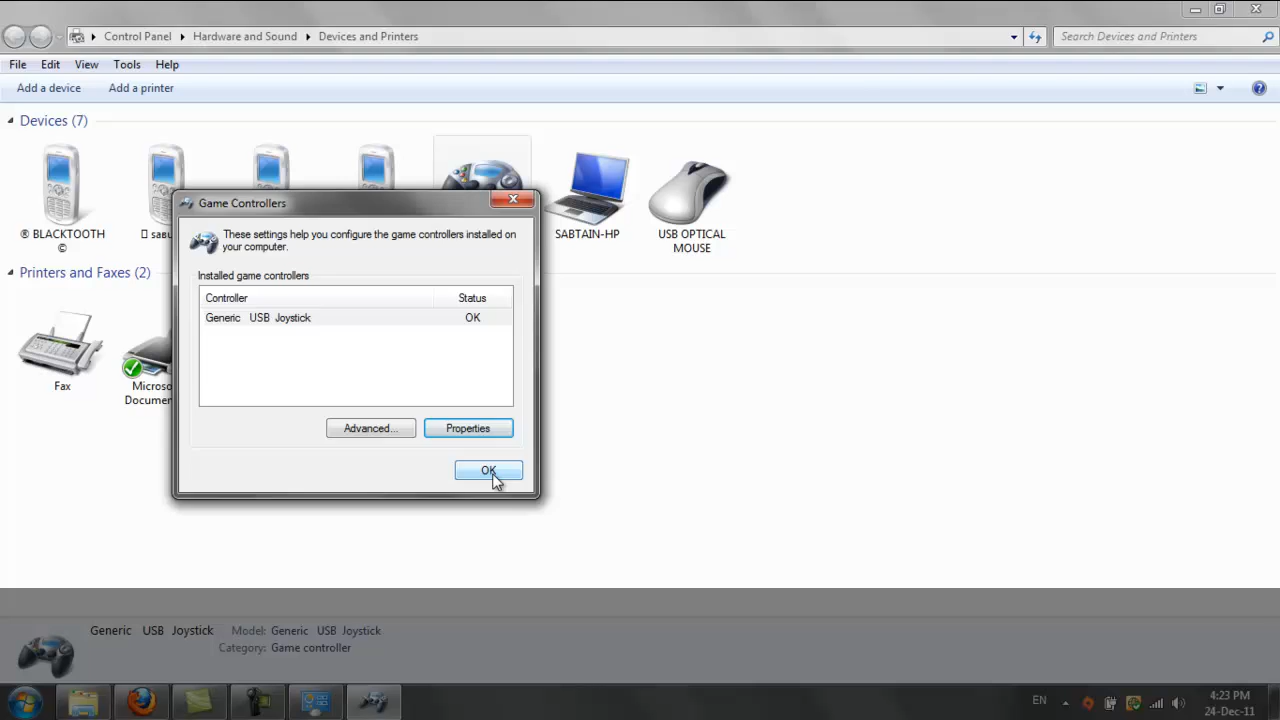 Control Panel Hardware and Sound Devices and Printers
Search Devices and Printers
File Edit View Tools Help
Add a device Add a printer
Devices (7)
® BLACKTOOTH
©
SABTAIN-HP
USB OPTICAL
MOUSE
Printers and Faxes (2)
Fax
Game Controllers
These settings help you configure the game controllers installed on
your computer.
Installed game controllers
Controller Status
Generic USB Joystick OK
Advanced... Properties
OK
Generic USB Joystick Model: Generic USB Joystick
Category: Game controller
EN
4:23 PM
24-Dec-11